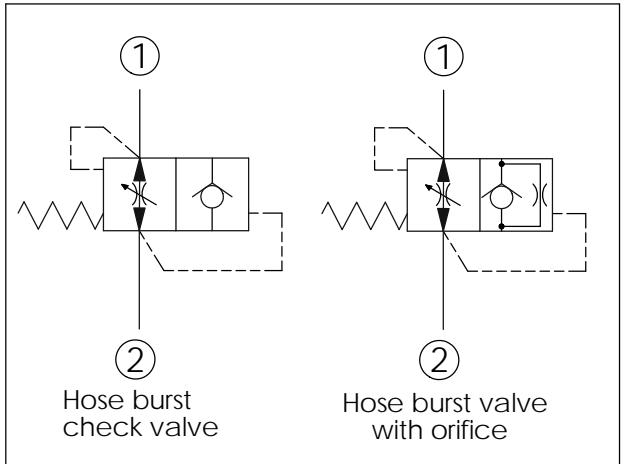 1 1
2 2
Hose burst
check valve
Hose burst valve
with orifice